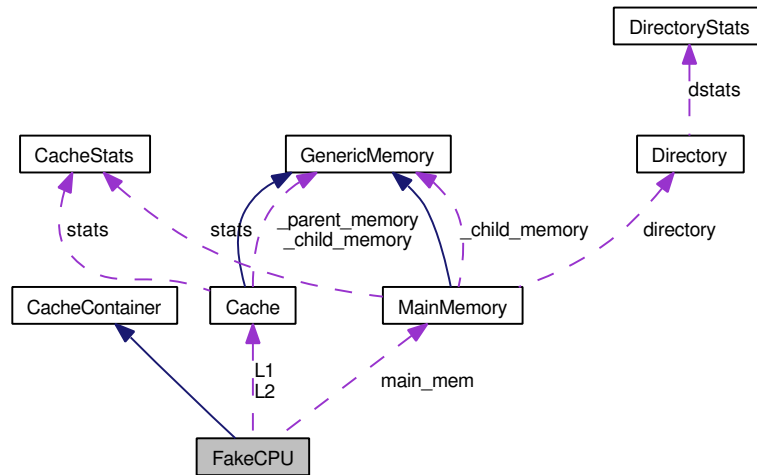 DirectoryStats
dstats
CacheStats
GenericMemory
Directory
stats
stats
_parent_memory
_child_memory
_child_memory
directory
CacheContainer
Cache
MainMemory
L1
L2
main_mem
FakeCPU